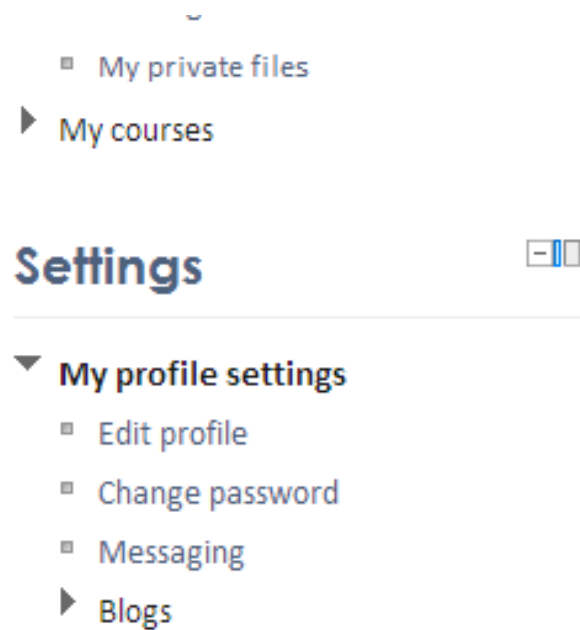 My private files
My courses
Settings
My profile settings
Edit profile
Change password
Messaging
Blogs